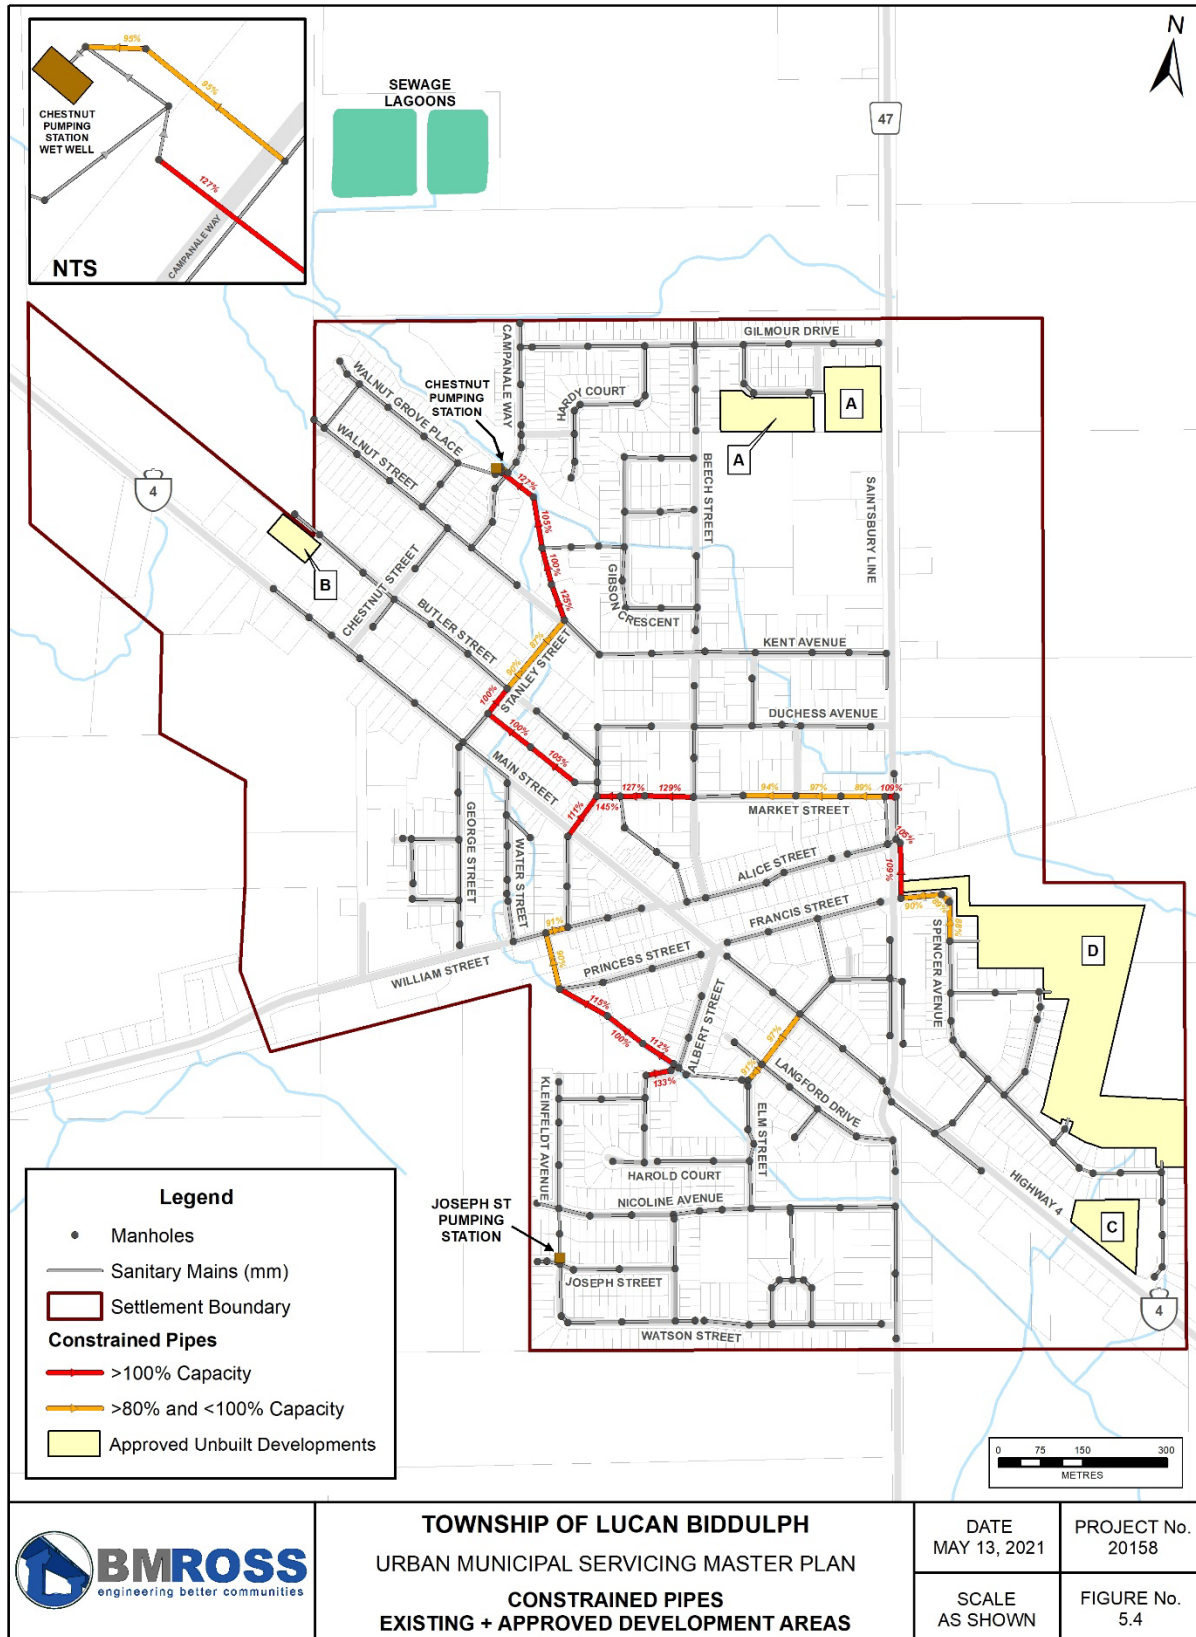 95%
95%
CHESTNUT
PUMPING
STATION
WET WELL
127%
CAMPANALE WAY
NTS
SEWAGE
LAGOONS
N
47
GILMOUR DRIVE
CAMPANALE WAY
HARDY COURT
CHESTNUT
PUMPING
STATION
WALNUT GROVE PLACE
WALNUT STREET
A
A
BEECH STREET
SAINTSBURY LINE
4
127%
105%
100%
125%
B
CHESTNUT STREET
BUTLER STREET
GIBSON
CRESCENT
KENT AVENUE
97%
90%
STANLEY STREET
100%
100%
105%
DUCHESS AVENUE
MAIN STREET
127%
129%
145%
111%
94%
97%
89%
109%
MARKET STREET
GEORGE STREET
WATER STREET
105%
109%
ALICE STREET
FRANCIS STREET
90%
89%
88%
SPENCER AVENUE
D
91%
90%
WILLIAM STREET
PRINCESS STREET
ALBERT STREET
115%
100%
112%
133%
97%
91%
LANGFORD DRIVE
KLEINFELDT AVENUE
ELM STREET
HAROLD COURT
NICOLINE AVENUE
HIGHWAY 4
C
4
JOSEPH ST
PUMPING
STATION
JOSEPH STREET
WATSON STREET
Legend
Manholes
Sanitary Mains (mm)
Settlement Boundary
Constrained Pipes
>100% Capacity
>80% and <100% Capacity
Approved Unbuilt Developments
0 75 150 300
METRES
BMROSS
engineering better communities
TOWNSHIP OF LUCAN BIDDULPH
URBAN MUNICIPAL SERVICING MASTER PLAN
CONSTRAINED PIPES
EXISTING + APPROVED DEVELOPMENT AREAS
DATE
MAY 13, 2021
PROJECT No.
20158
SCALE
AS SHOWN
FIGURE No.
5.4